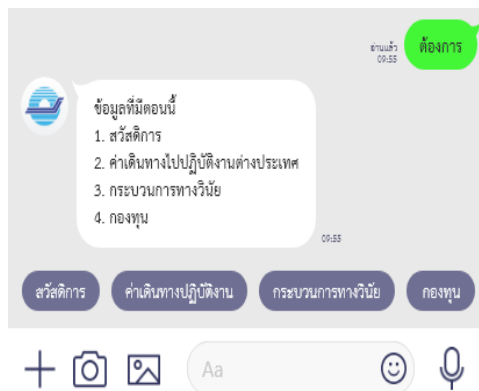 ต้องการ
อ่านแล้ว
09:55
ข้อมูลที่มีตอนนี้
1. สวัสดิการ
2. ค่าเดินทางไปปฏิบัติงานต่างประเทศ
3. กระบวนการทางวินัย
4. กองทุน
09:55
สวัสดิการ
ค่าเดินทางปฏิบัติงาน
กระบวนการทางวินัย
กองทุน
Aa